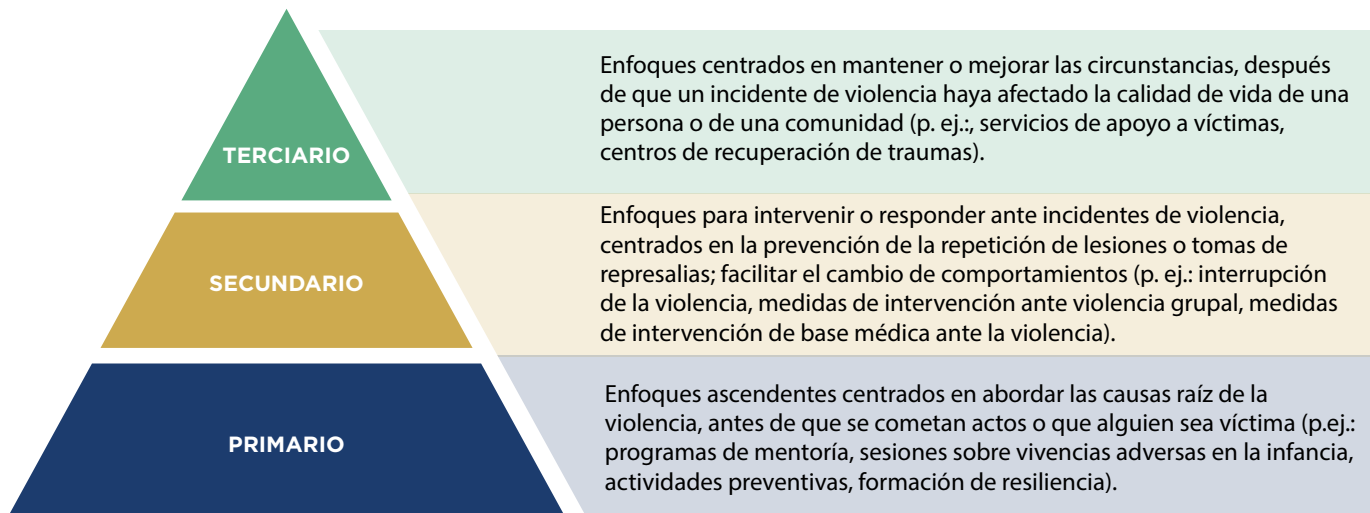 TERCIARIO
Enfoques centrados en mantener o mejorar las circunstancias, después
de que un incidente de violencia haya afectado la calidad de vida de una
persona o de una comunidad (p. ej.:, servicios de apoyo a víctimas,
centros de recuperación de traumas).
SECUNDARIO
Enfoques para intervenir o responder ante incidentes de violencia,
centrados en la prevención de la repetición de lesiones o tomas de
represalias; facilitar el cambio de comportamientos (p. ej.: interrupción
de la violencia, medidas de intervención ante violencia grupal, medidas
de intervención de base médica ante la violencia).
PRIMARIO
Enfoques ascendentes centrados en abordar las causas raíz de la
violencia, antes de que se cometan actos o que alguien sea víctima (p.ej.:
programas de mentoría, sesiones sobre vivencias adversas en la infancia,
actividades preventivas, formación de resiliencia).